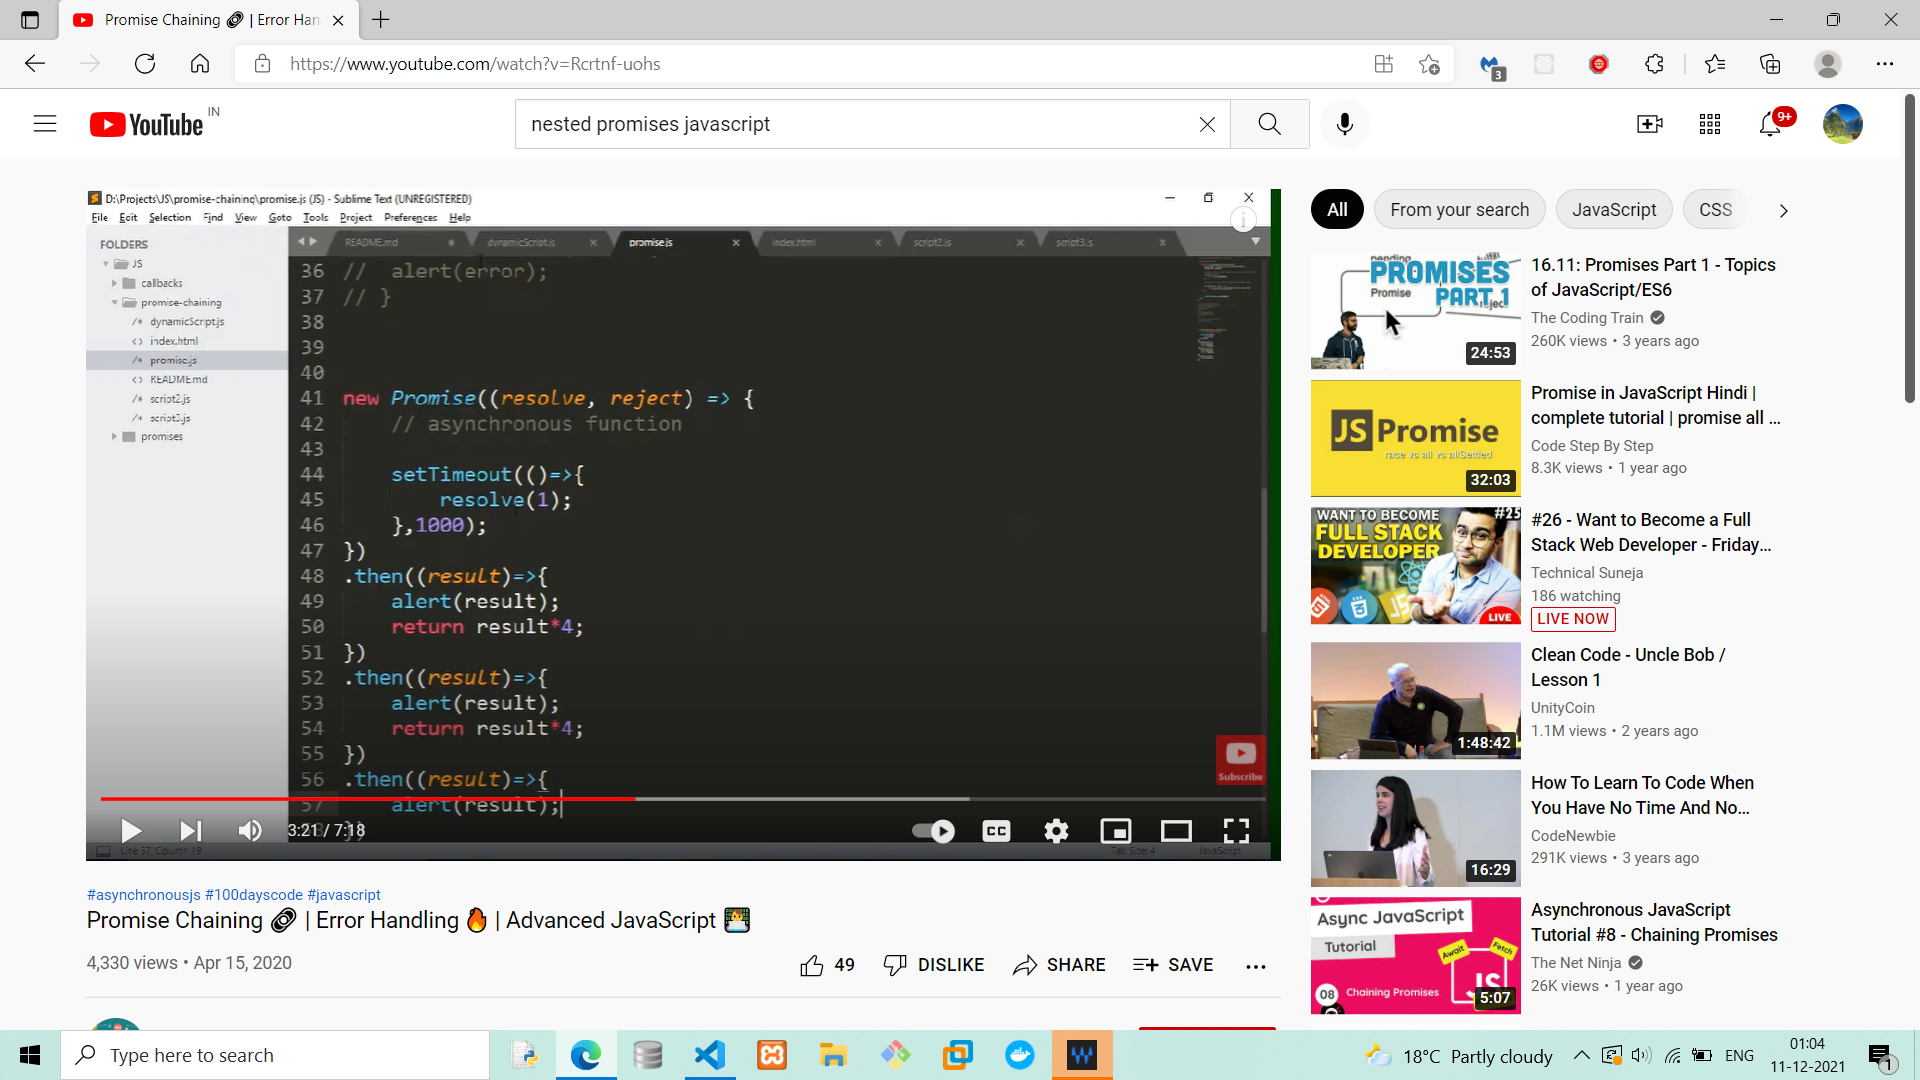 Promise Chaining 🔗 | Error Han
https://www.youtube.com/watch?v=Rcrtnf-uohs
3
YouTube IN
nested promises javascript
9+
D:\Projects\JS\promise-chaining\promise.js (JS) - Sublime Text (UNREGISTERED)
File Edit Selection Find View Goto Tools Project Preferences Help
FOLDERS
JS
callbacks
promise-chaining
/* dynamicScript.js
<> index.html
/* promise.js
<> README.md
/* script2.js
/* script3.js
promises
README.md dynamicScript.js promise.js index.html script2.js script3.js
36 // alert(error);
37 // }
38
39
40
41 new Promise((resolve, reject) => {
42 // asynchronous function
43
44 setTimeout(()=>{
45 resolve(1);
46 },1000);
47 })
48 .then((result)=>{
49 alert(result);
50 return result*4;
51 })
52 .then((result)=>{
53 alert(result);
54 return result*4;
55 })
56 .then((result)=>{
57 alert(result);
})
Subscribe
3:21 / 7:18
CC
Line 57, Column 19
Tab Size: 4
JavaScript
#asynchronousjs #100dayscode #javascript
Promise Chaining 🔗 | Error Handling 🔥 | Advanced JavaScript 👨‍💻
4,330 views • Apr 15, 2020
49 DISLIKE SHARE SAVE
All From your search JavaScript CSS
PROMISES
Promise PART 1
24:53
16.11: Promises Part 1 - Topics
of JavaScript/ES6
The Coding Train
260K views • 3 years ago
JS Promise
race vs all vs allSettled
32:03
Promise in JavaScript Hindi |
complete tutorial | promise all ...
Code Step By Step
8.3K views • 1 year ago
WANT TO BECOME #25
FULL STACK
DEVELOPER
LIVE
#26 - Want to Become a Full
Stack Web Developer - Friday...
Technical Suneja
186 watching
LIVE NOW
1:48:42
Clean Code - Uncle Bob /
Lesson 1
UnityCoin
1.1M views • 2 years ago
16:29
How To Learn To Code When
You Have No Time And No...
CodeNewbie
291K views • 3 years ago
Async JavaScript
Tutorial
Await Fetch
JS
08 Chaining Promises
5:07
Asynchronous JavaScript
Tutorial #8 - Chaining Promises
The Net Ninja
26K views • 1 year ago
Type here to search
18°C Partly cloudy
ENG
01:04
11-12-2021
1